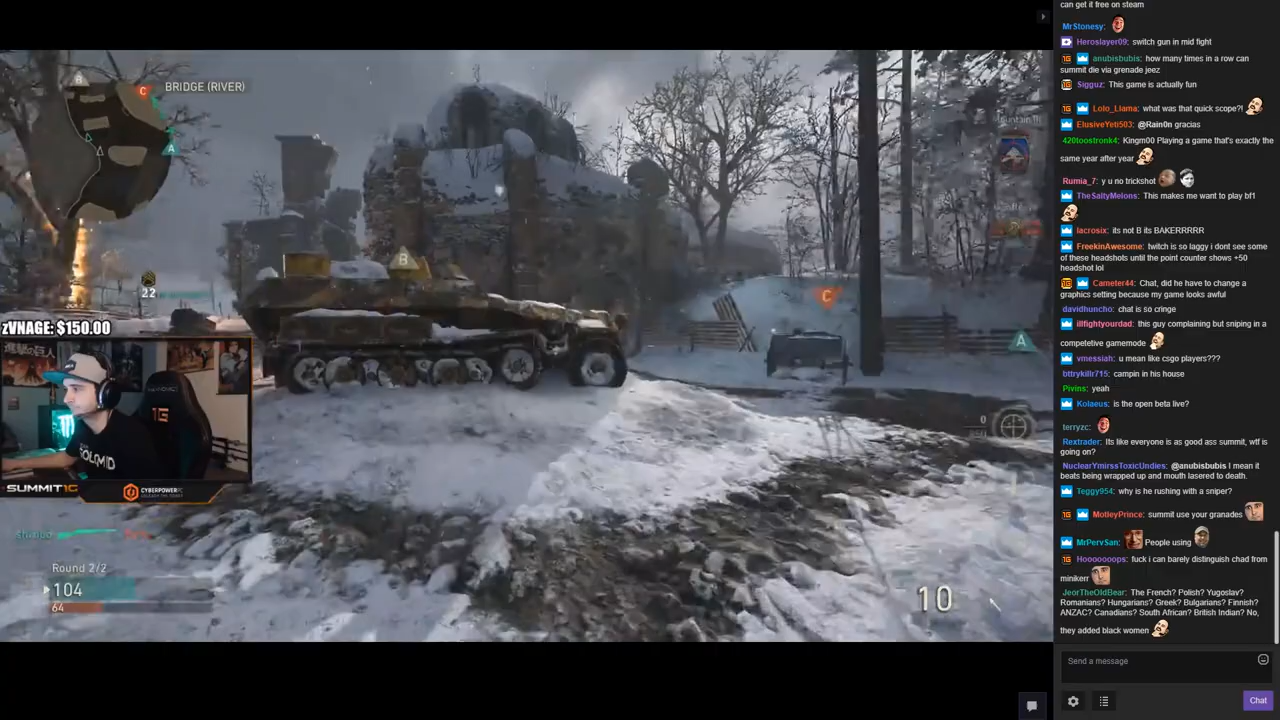 BRIDGE (RIVER)
B
C
A
Mountain
22
B
C
A
zVNAGE: $150.00
1G
SUMMIT1G
CYBERPOWERPC
0
Round 2/2
104
64
10
can get it free on steam
MrStonesy:
Heroslayer09: switch gun in mid fight
anubisbubis: how many times in a row can
summit die via grenade jeez
Sigguz: This game is actually fun
Lolo_Llama: what was that quick scope?!
ElusiveYeti503: @Rain0n gracias
420toostronk4: Kingm00 Playing a game that's exactly the
same year after year
Rumia_7: y u no trickshot
TheSaltyMelons: This makes me want to play bf1
lacrosix: its not B its BAKERRRRR
FreekinAwesome: twitch is so laggy i dont see some
of these headshots until the point counter shows +50
headshot lol
Cameter44: Chat, did he have to change a
graphics setting because my game looks awful
davidhuncho: chat is so cringe
illfightyourdad: this guy complaining but sniping in a
competetive gamemode
vmessiah: u mean like csgo players???
bttrykillr715: campin in his house
Pivins: yeah
Kolaeus: is the open beta live?
terryzc:
Rextrader: Its like everyone is as good ass summit, wtf is
going on?
NuclearYmirssToxicUndies: @anubisbubis I mean it
beats being wrapped up and mouth lasered to death.
Teggy954: why is he rushing with a sniper?
MotleyPrince: summit use your granades
MrPervSan: People using
Hooooooops: fuck i can barely distinguish chad from
minikerr
JeorTheOldBear: The French? Polish? Yugoslav?
Romanians? Hungarians? Greek? Bulgarians? Finnish?
ANZAC? Canadians? South African? British Indian? No,
they added black women
Send a message
Chat